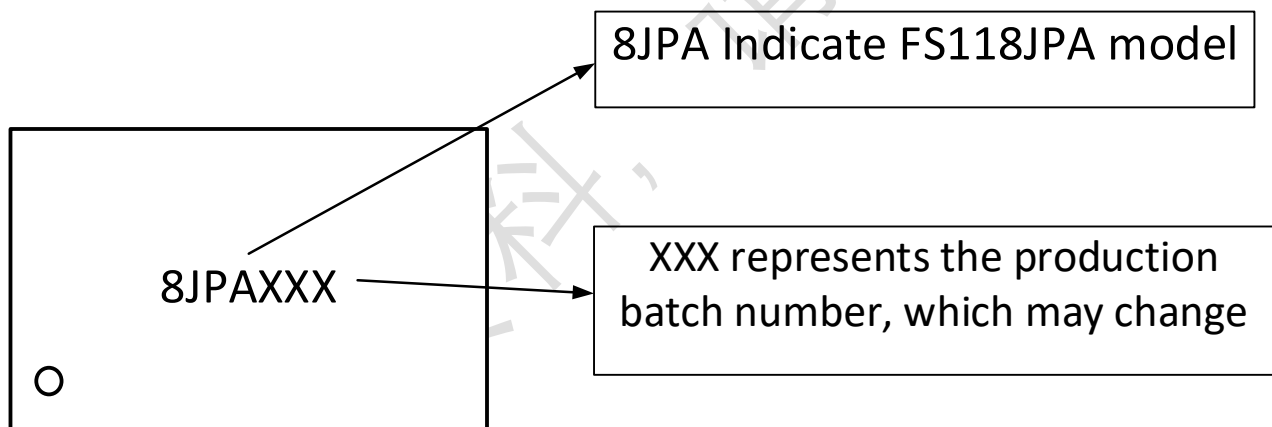 8JPA Indicate FS118JPA model
8JPAXXX
XXX represents the production
batch number, which may change